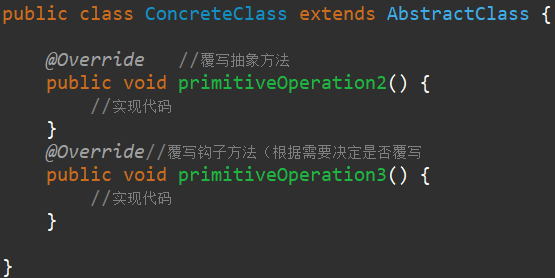 public class ConcreteClass extends AbstractClass {
@Override //覆写抽象方法
public void primitiveOperation2() {
//实现代码
}
@Override//覆写钩子方法（根据需要决定是否覆写
public void primitiveOperation3() {
//实现代码
}
}